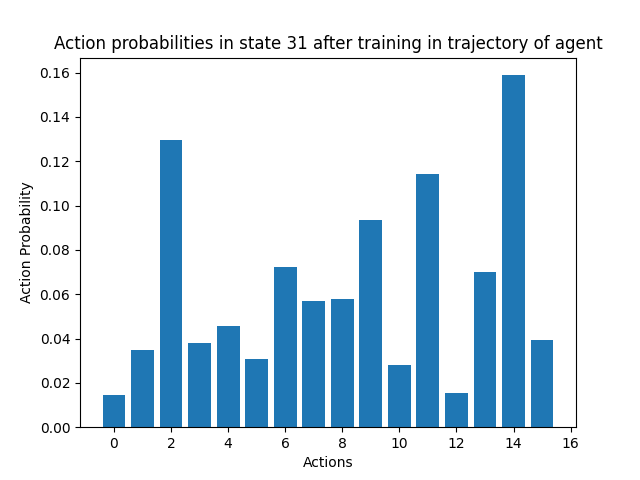 Action probabilities in state 31 after training in trajectory of agent
0.16
0.14
0.12
0.10
0.08
0.06
0.04
0.02
0.00
Action Probability
0 2 4 6 8 10 12 14 16
Actions